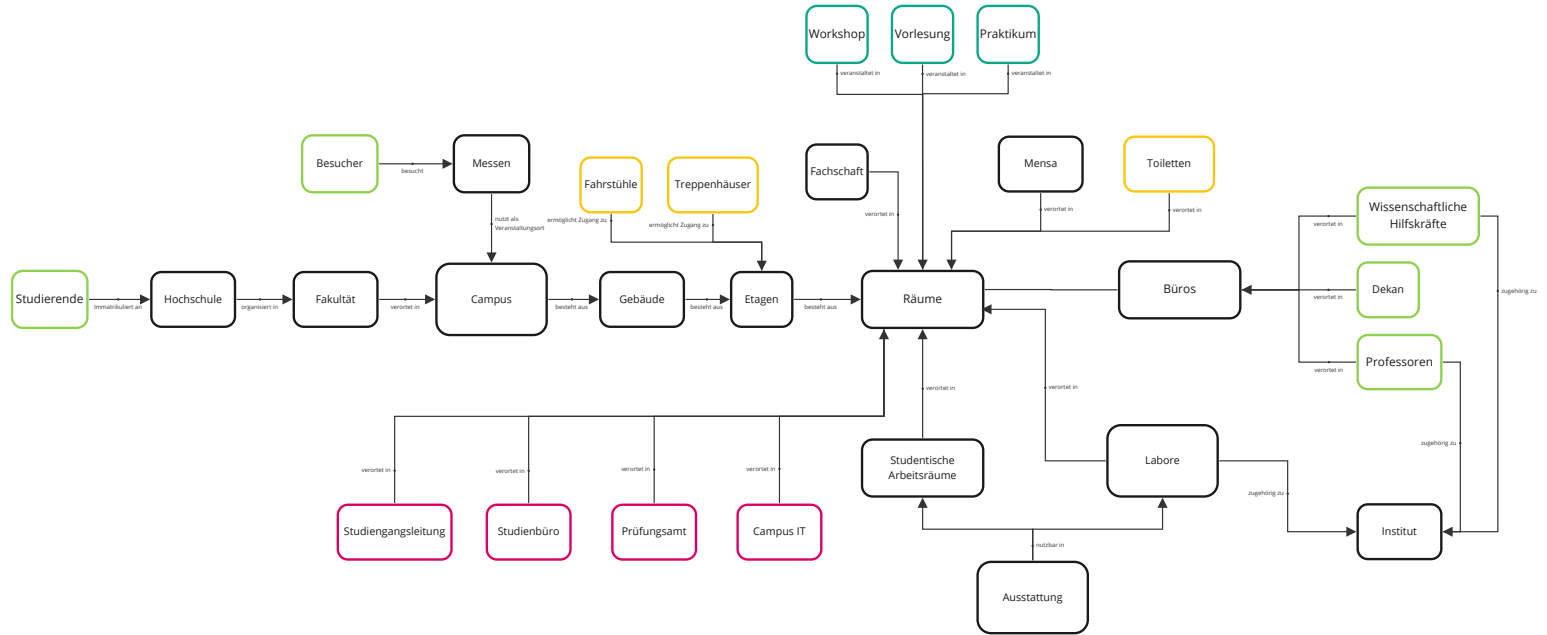 Workshop
Vorlesung
Praktikum
veranstaltet in
veranstaltet in
veranstaltet in
Besucher
besucht
Messen
Fahrstühle
Treppenhäuser
Fachschaft
Mensa
Toiletten
nutzt als
Veranstaltungsort
ermöglicht Zugang zu
ermöglicht Zugang zu
verortet in
verortet in
verortet in
Wissenschaftliche
Hilfskräfte
verortet in
Studierende
Immatrikuliert an
Hochschule
organisiert in
Fakultät
verortet in
Campus
besteht aus
Gebäude
besteht aus
Etagen
besteht aus
Räume
Büros
verortet in
Dekan
zugehörig zu
verortet in
Professoren
verortet in
verortet in
zugehörig zu
verortet in
verortet in
verortet in
verortet in
Studentische
Arbeitsräume
Labore
zugehörig zu
Studiengangsleitung
Studienbüro
Prüfungsamt
Campus IT
Institut
nutzbar in
Ausstattung